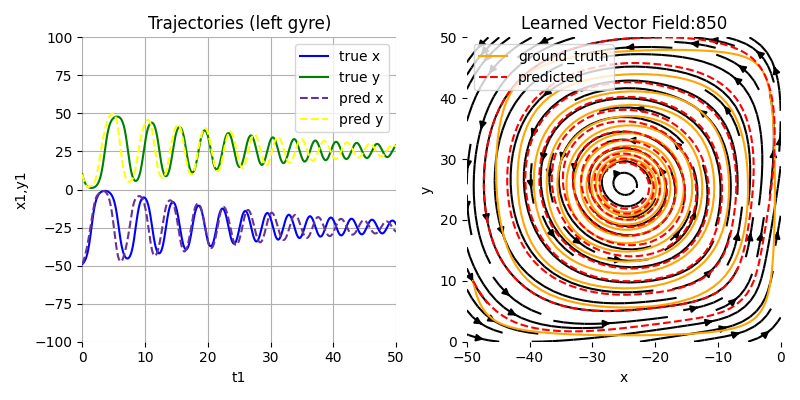 Trajectories (left gyre)
100
75
50
25
0
−25
−50
−75
−100
x1,y1
0
10
20
30
40
50
t1
true x
true y
pred x
pred y
Learned Vector Field:850
50
40
30
20
10
0
y
−50
−40
−30
−20
−10
0
x
ground_truth
predicted